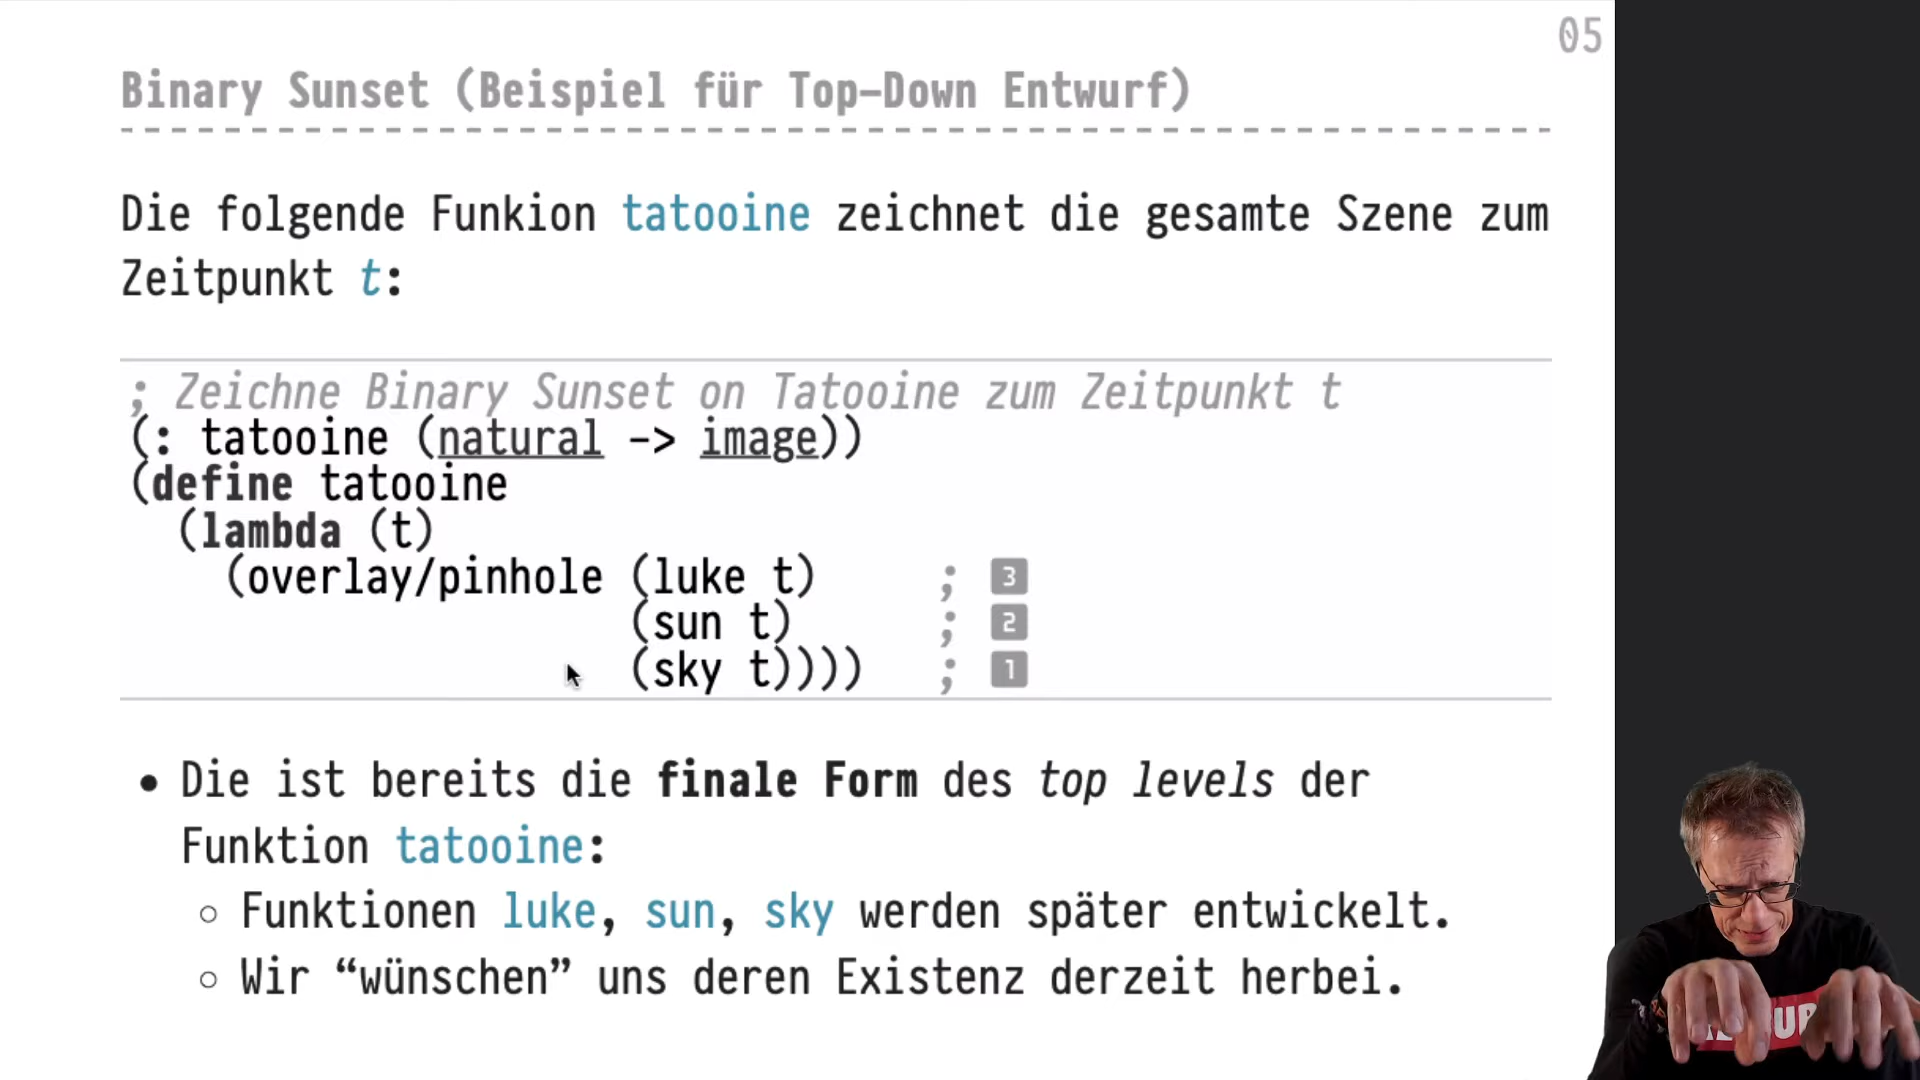 05
Binary Sunset (Beispiel für Top—Down Entwurf)
Die folgende Funkion tatooine zeichnet die gesamte Szene zum
Zeitpunkt t:
; Zeichne Binary Sunset on Tatooine zum Zeitpunkt t
(: tatooine (natural -> image))
(define tatooine
(lambda (t)
(overlay/pinhole (luke t) ; 3
(sun t) ; 2
(sky t)))) ; 1
• Die ist bereits die finale Form des top levels der
Funktion tatooine:
○ Funktionen luke, sun, sky werden später entwickelt.
○ Wir “wünschen” uns deren Existenz derzeit herbei.